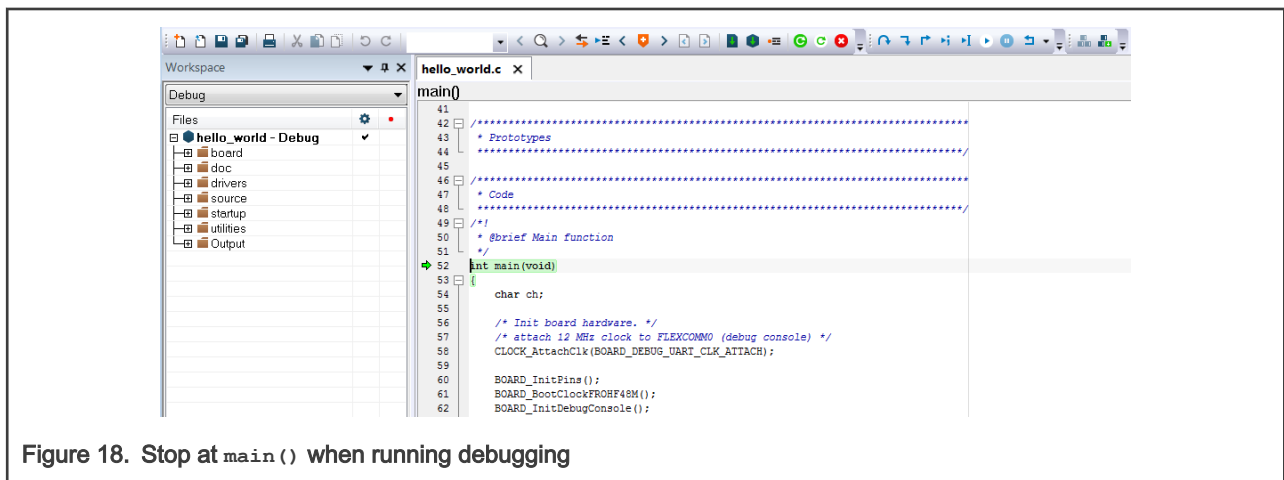 Workspace
Debug
Files
hello_world - Debug
board
doc
drivers
source
startup
utilities
Output
hello_world.c X
main()
41
42 /*******************************************************************************
43  * Prototypes
44  ******************************************************************************/
45
46 /*******************************************************************************
47  * Code
48  ******************************************************************************/
49 /*!
50  * @brief Main function
51  */
52 int main(void)
53 {
54     char ch;
55
56     /* Init board hardware. */
57     /* attach 12 MHz clock to FLEXCOMM0 (debug console) */
58     CLOCK_AttachClk(BOARD_DEBUG_UART_CLK_ATTACH);
59
60     BOARD_InitPins();
61     BOARD_BootClockFROHF48M();
62     BOARD_InitDebugConsole();
Figure 18. Stop at main() when running debugging